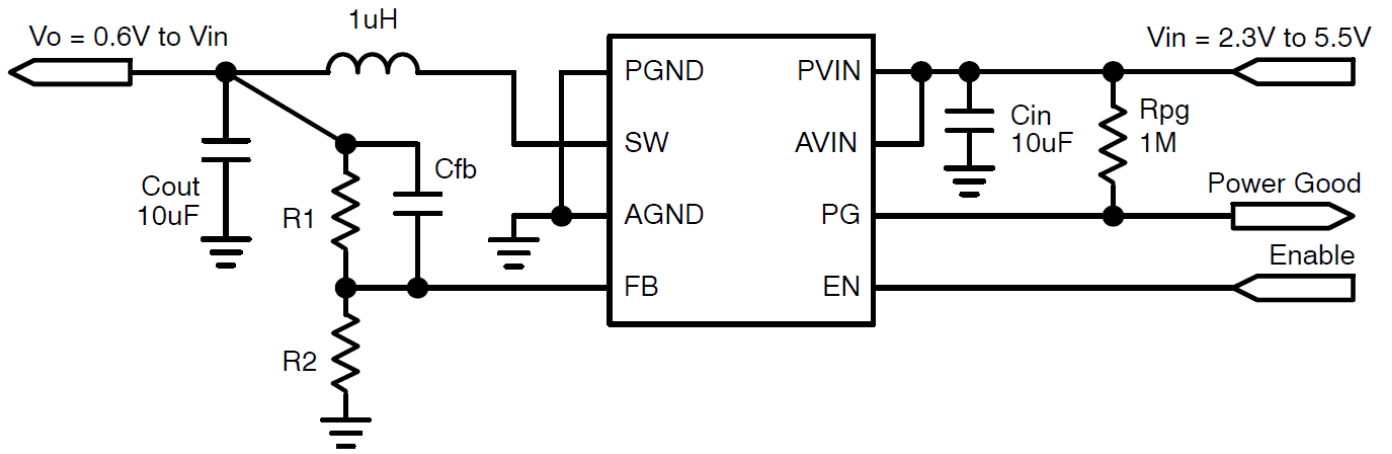 1uH
Vo = 0.6V to Vin
Vin = 2.3V to 5.5V
PGND
PVIN
Cin
10uF
Rpg
1M
SW
AVIN
Cfb
Cout
10uF
R1
AGND
PG
Power Good
Enable
FB
EN
R2